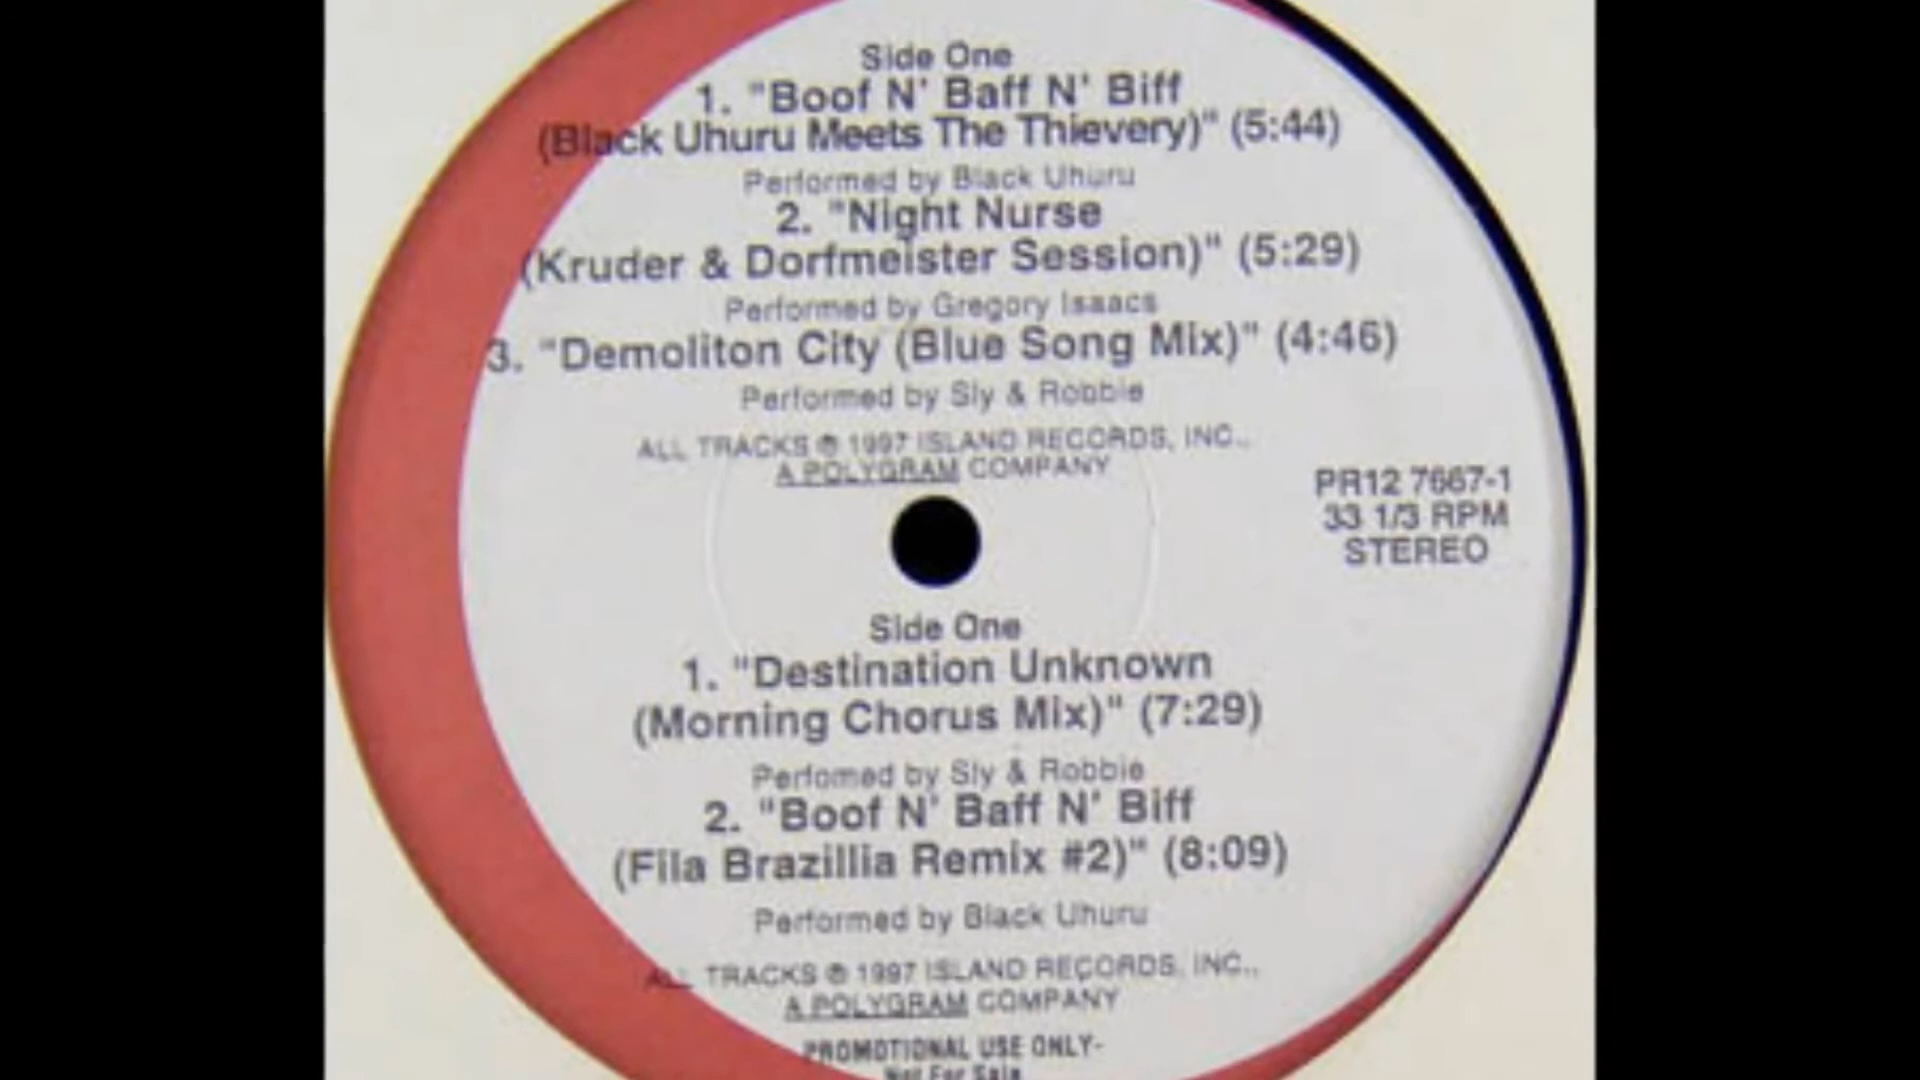 Side One
1. "Boof N' Baff N' Biff
(Black Uhuru Meets The Thievery)" (5:44)
Performed by Black Uhuru
2. "Night Nurse
(Kruder & Dorfmeister Session)" (5:29)
Performed by Gregory Isaacs
3. "Demoliton City (Blue Song Mix)" (4:46)
Performed by Sly & Robbie
ALL TRACKS ℗ 1997 ISLAND RECORDS, INC.,
A POLYGRAM COMPANY
PR12 7667-1
33 1/3 RPM
STEREO
Side One
1. "Destination Unknown
(Morning Chorus Mix)" (7:29)
Perfomed by Sly & Robbie
2. "Boof N' Baff N' Biff
(Fila Brazillia Remix #2)" (8:09)
Performed by Black Uhuru
ALL TRACKS ℗ 1997 ISLAND RECORDS, INC.,
A POLYGRAM COMPANY
PROMOTIONAL USE ONLY-
Not For Sale